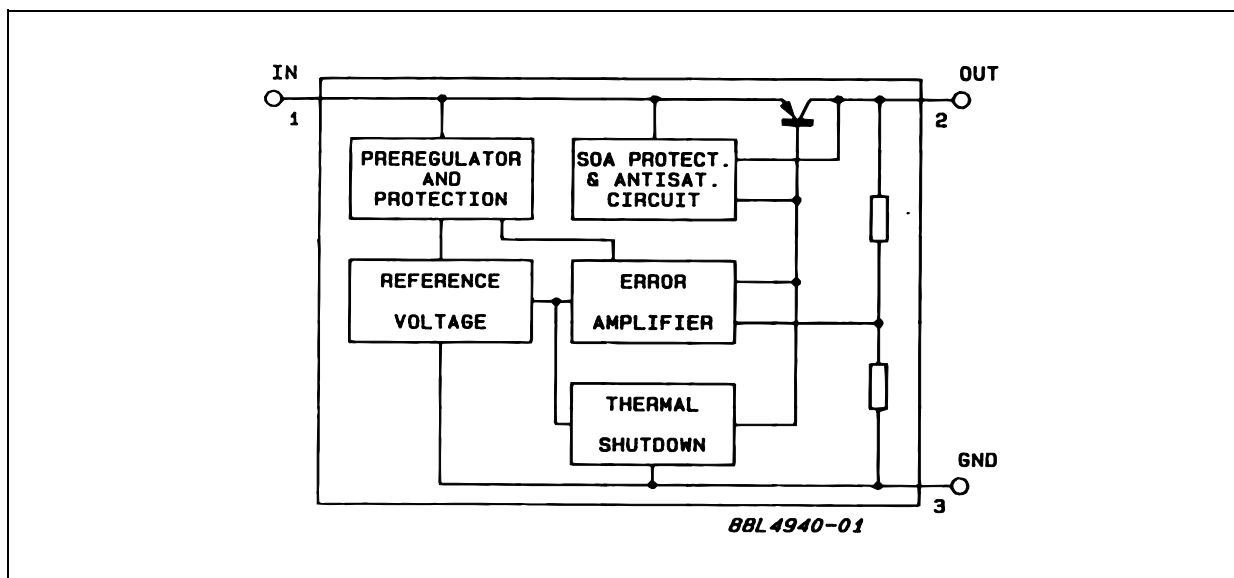 IN
OUT
1
2
PREREGULATOR
AND
PROTECTION
SOA PROTECT.
& ANTISAT.
CIRCUIT
REFERENCE
VOLTAGE
ERROR
AMPLIFIER
THERMAL
SHUTDOWN
GND
3
88L4940-01